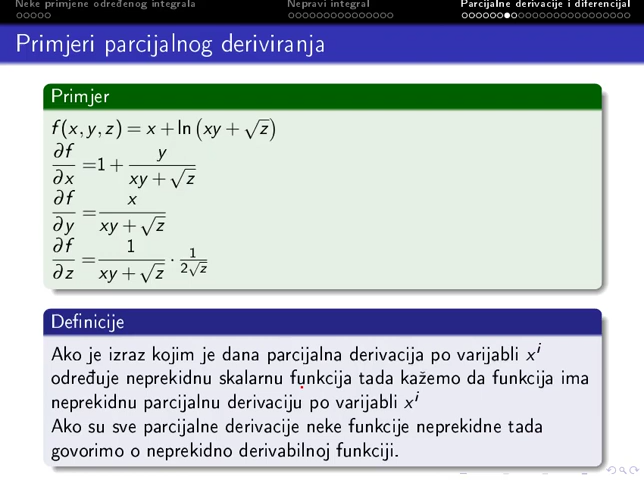 Neke primjene određenog integrala Nepravi integral Parcijalne derivacije i diferencijal
Primjeri parcijalnog deriviranja
Primjer
f(x, y, z) = x + ln (xy + √z)
∂f/∂x = 1 + y/(xy + √z)
∂f/∂y = x/(xy + √z)
∂f/∂z = 1/(xy + √z) · 1/(2√z)
Definicije
Ako je izraz kojim je dana parcijalna derivacija po varijabli xⁱ
određuje neprekidnu skalarnu funkcija tada kažemo da funkcija ima
neprekidnu parcijalnu derivaciju po varijabli xⁱ
Ako su sve parcijalne derivacije neke funkcije neprekidne tada
govorimo o neprekidno derivabilnoj funkciji.